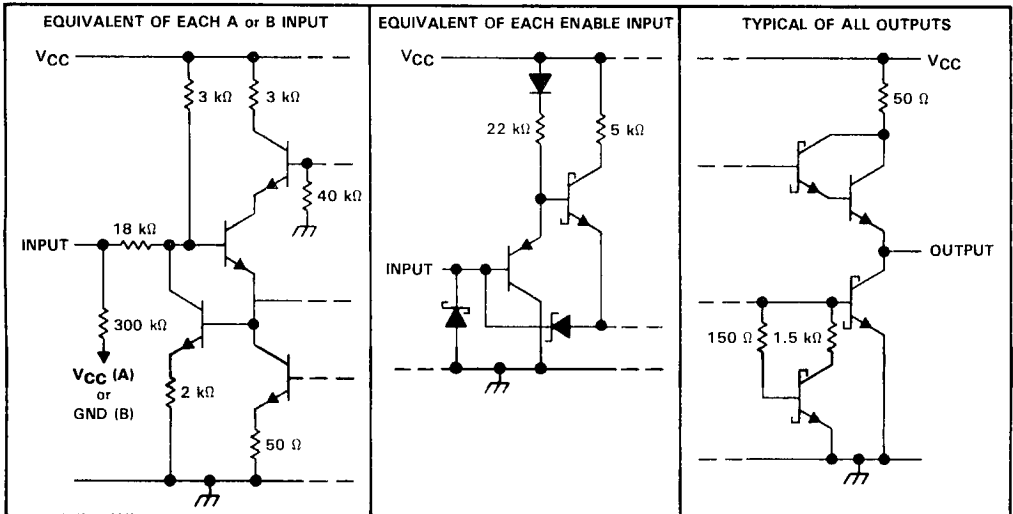 EQUIVALENT OF EACH A or B INPUT
VCC
3 kΩ
3 kΩ
40 kΩ
18 kΩ
INPUT
300 kΩ
VCC (A)
or
GND (B)
2 kΩ
50 Ω
EQUIVALENT OF EACH ENABLE INPUT
VCC
22 kΩ
5 kΩ
INPUT
TYPICAL OF ALL OUTPUTS
VCC
50 Ω
OUTPUT
150 Ω
1.5 kΩ